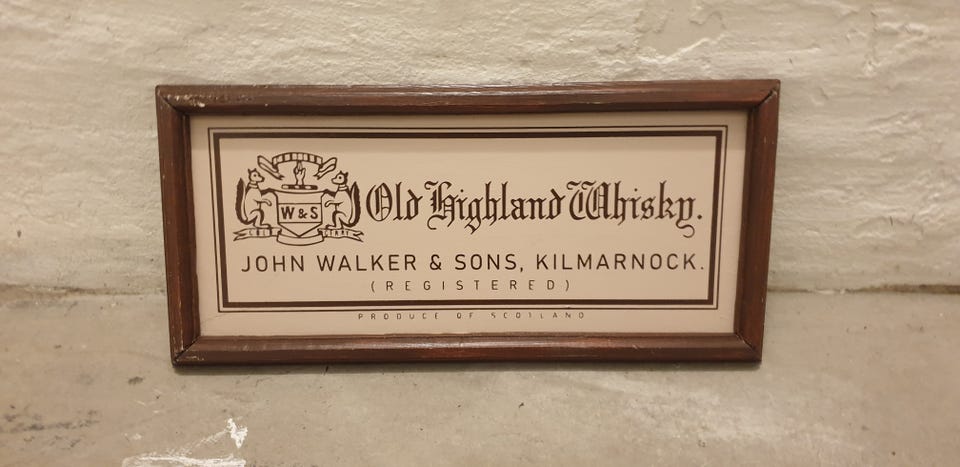 W & S
Old Highland Whisky.
JOHN WALKER & SONS, KILMARNOCK.
(REGISTERED)
PRODUCE OF SCOTLAND